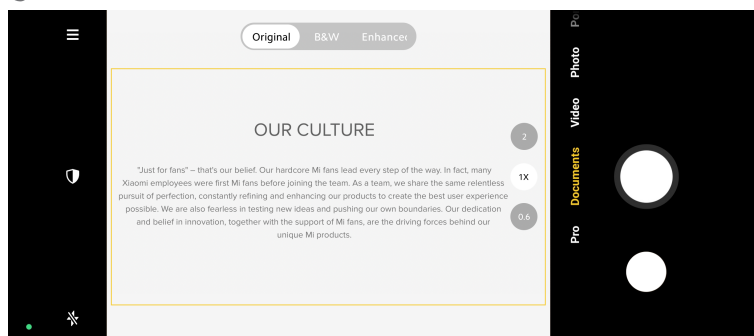 Original B&W Enhanced
OUR CULTURE
2
"Just for fans" – that's our belief. Our hardcore Mi fans lead every step of the way. In fact, many
1X
Xiaomi employees were first Mi fans before joining the team. As a team, we share the same relentless
pursuit of perfection, constantly refining and enhancing our products to create the best user experience
possible. We are also fearless in testing new ideas and pushing our own boundaries. Our dedication
0.6
and belief in innovation, together with the support of Mi fans, are the driving forces behind our
unique Mi products.
Po
Photo
Video
Documents
Pro